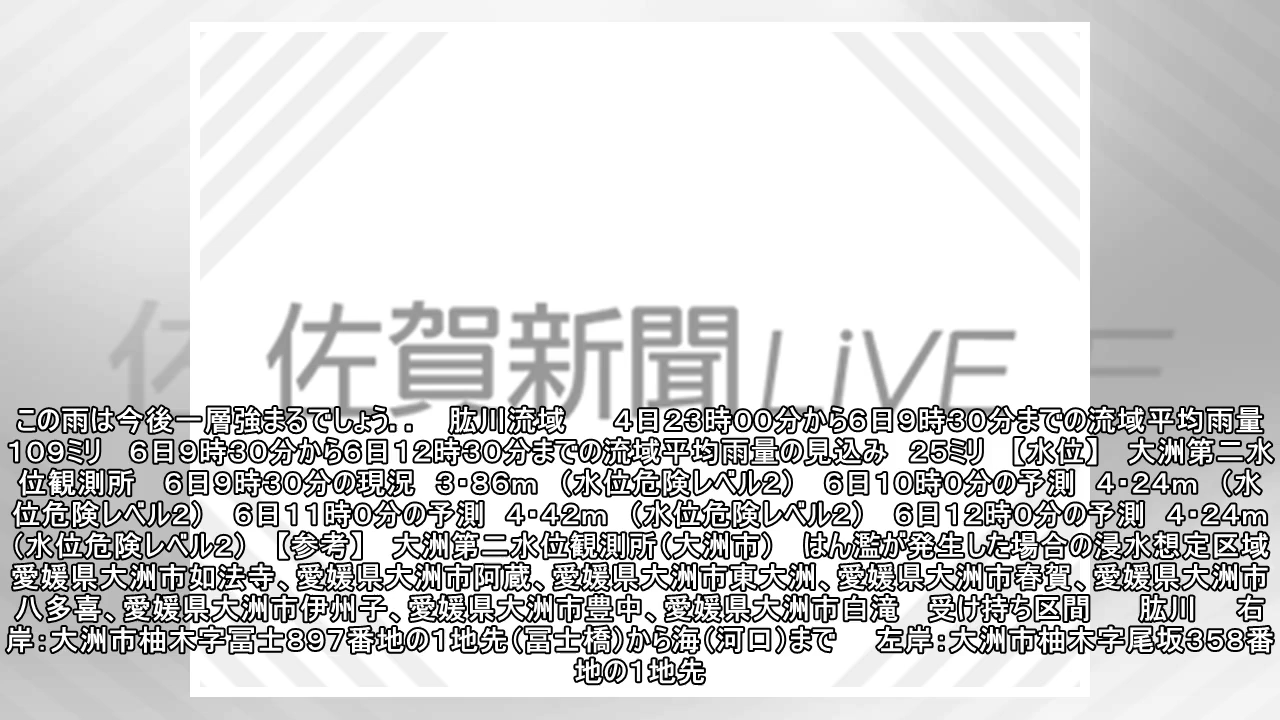 佐賀新聞LiVE
この雨は今後一層強まるでしょう．．　肱川流域　　４日２３時００分から６日９時３０分までの流域平均雨量
１０９ミリ　６日９時３０分から６日１２時３０分までの流域平均雨量の見込み　２５ミリ　【水位】　大洲第二水
位観測所　６日９時３０分の現況　３・８６ｍ　（水位危険レベル２）　６日１０時０分の予測　４・２４ｍ　（水
位危険レベル２）　６日１１時０分の予測　４・４２ｍ　（水位危険レベル２）　６日１２時０分の予測　４・２４ｍ
（水位危険レベル２）　【参考】　大洲第二水位観測所（大洲市）　はん濫が発生した場合の浸水想定区域
愛媛県大洲市如法寺、愛媛県大洲市阿蔵、愛媛県大洲市東大洲、愛媛県大洲市春賀、愛媛県大洲市
八多喜、愛媛県大洲市伊州子、愛媛県大洲市豊中、愛媛県大洲市白滝　受け持ち区間　　肱川　　右
岸：大洲市柚木字冨士８９７番地の１地先（冨士橋）から海（河口）まで　　左岸：大洲市柚木字尾坂３５８番
地の１地先